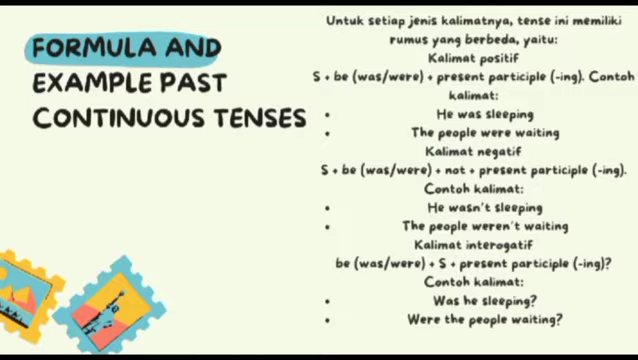 FORMULA AND
EXAMPLE PAST
CONTINUOUS TENSES
Untuk setiap jenis kalimatnya, tense ini memiliki
rumus yang berbeda, yaitu:
Kalimat positif
S + be (was/were) + present participle (-ing). Contoh
kalimat:
• He was sleeping
• The people were waiting
Kalimat negatif
S + be (was/were) + not + present participle (-ing).
Contoh kalimat:
• He wasn't sleeping
• The people weren't waiting
Kalimat interogatif
be (was/were) + S + present participle (-ing)?
Contoh kalimat:
• Was he sleeping?
• Were the people waiting?